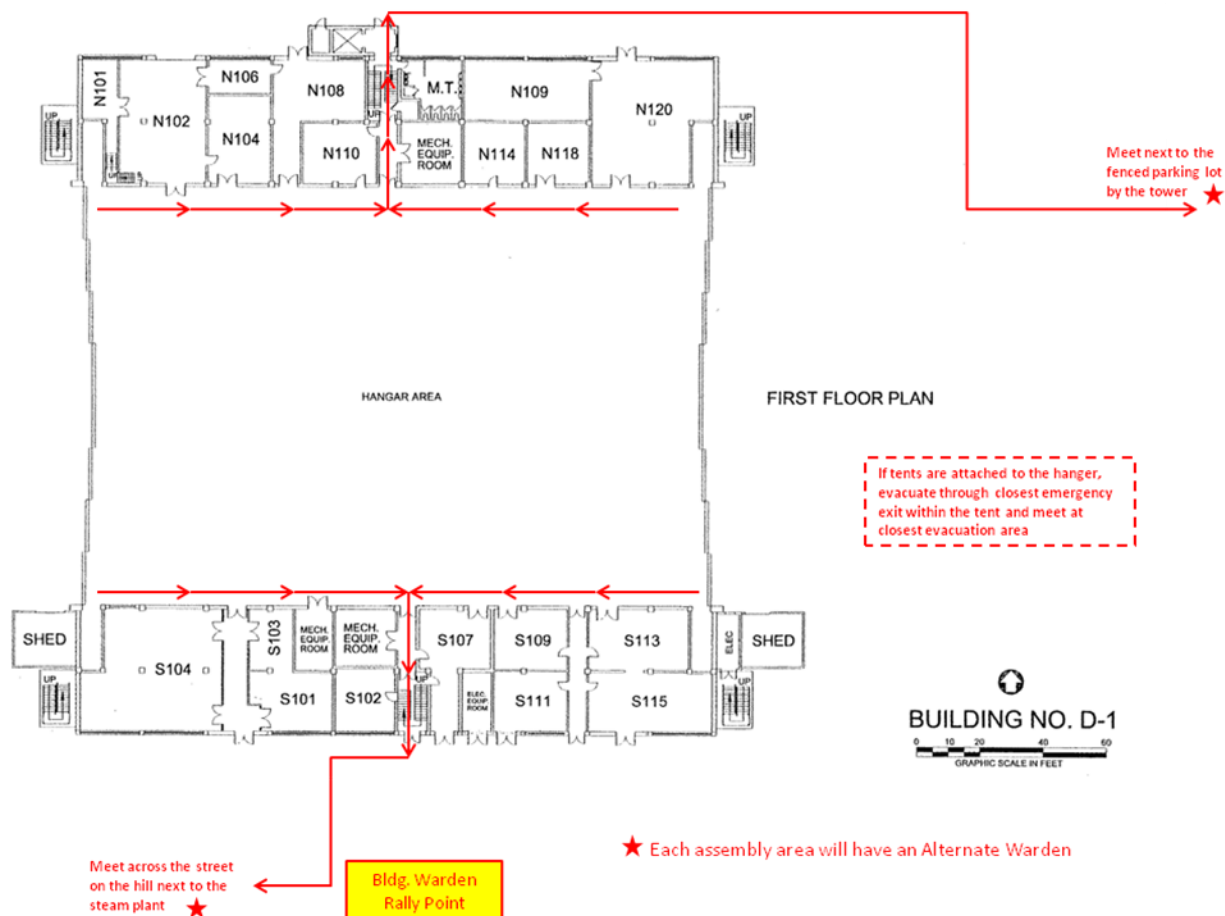 N101
N102
N106
N104
N108
N110
UP
M.T.
MECH.
EQUIP.
ROOM
N109
N114
N118
N120
UP
UP
UP
Meet next to the
fenced parking lot
by the tower
HANGAR AREA
FIRST FLOOR PLAN
If tents are attached to the hanger,
evacuate through closest emergency
exit within the tent and meet at
closest evacuation area
SHED
UP
S104
S103
MECH.
EQUIP.
ROOM
MECH.
EQUIP.
ROOM
S101
S102
UP
S107
ELEC.
EQUIP.
ROOM
S109
S111
S113
S115
ELEC
SHED
UP
BUILDING NO. D-1
0 10 20 40 60
GRAPHIC SCALE IN FEET
Meet across the street
on the hill next to the
steam plant
Bldg. Warden
Rally Point
Each assembly area will have an Alternate Warden